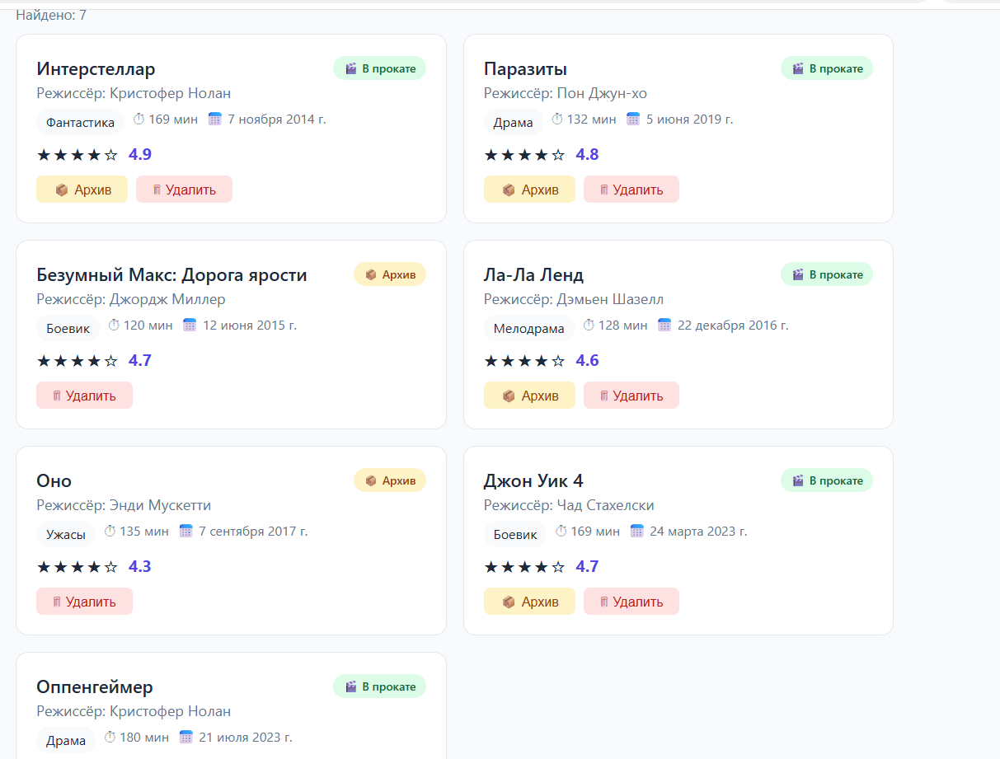 Найдено: 7
Интерстеллар
В прокате
Режиссёр: Кристофер Нолан
Фантастика 169 мин 7 ноября 2014 г.
★★★★☆ 4.9
Архив Удалить
Паразиты
В прокате
Режиссёр: Пон Джун-хо
Драма 132 мин 5 июня 2019 г.
★★★★☆ 4.8
Архив Удалить
Безумный Макс: Дорога ярости
Архив
Режиссёр: Джордж Миллер
Боевик 120 мин 12 июня 2015 г.
★★★★☆ 4.7
Удалить
Ла-Ла Ленд
В прокате
Режиссёр: Дэмьен Шазелл
Мелодрама 128 мин 22 декабря 2016 г.
★★★★☆ 4.6
Архив Удалить
Оно
Архив
Режиссёр: Энди Мускетти
Ужасы 135 мин 7 сентября 2017 г.
★★★★☆ 4.3
Удалить
Джон Уик 4
В прокате
Режиссёр: Чад Стахелски
Боевик 169 мин 24 марта 2023 г.
★★★★☆ 4.7
Архив Удалить
Оппенгеймер
В прокате
Режиссёр: Кристофер Нолан
Драма 180 мин 21 июля 2023 г.